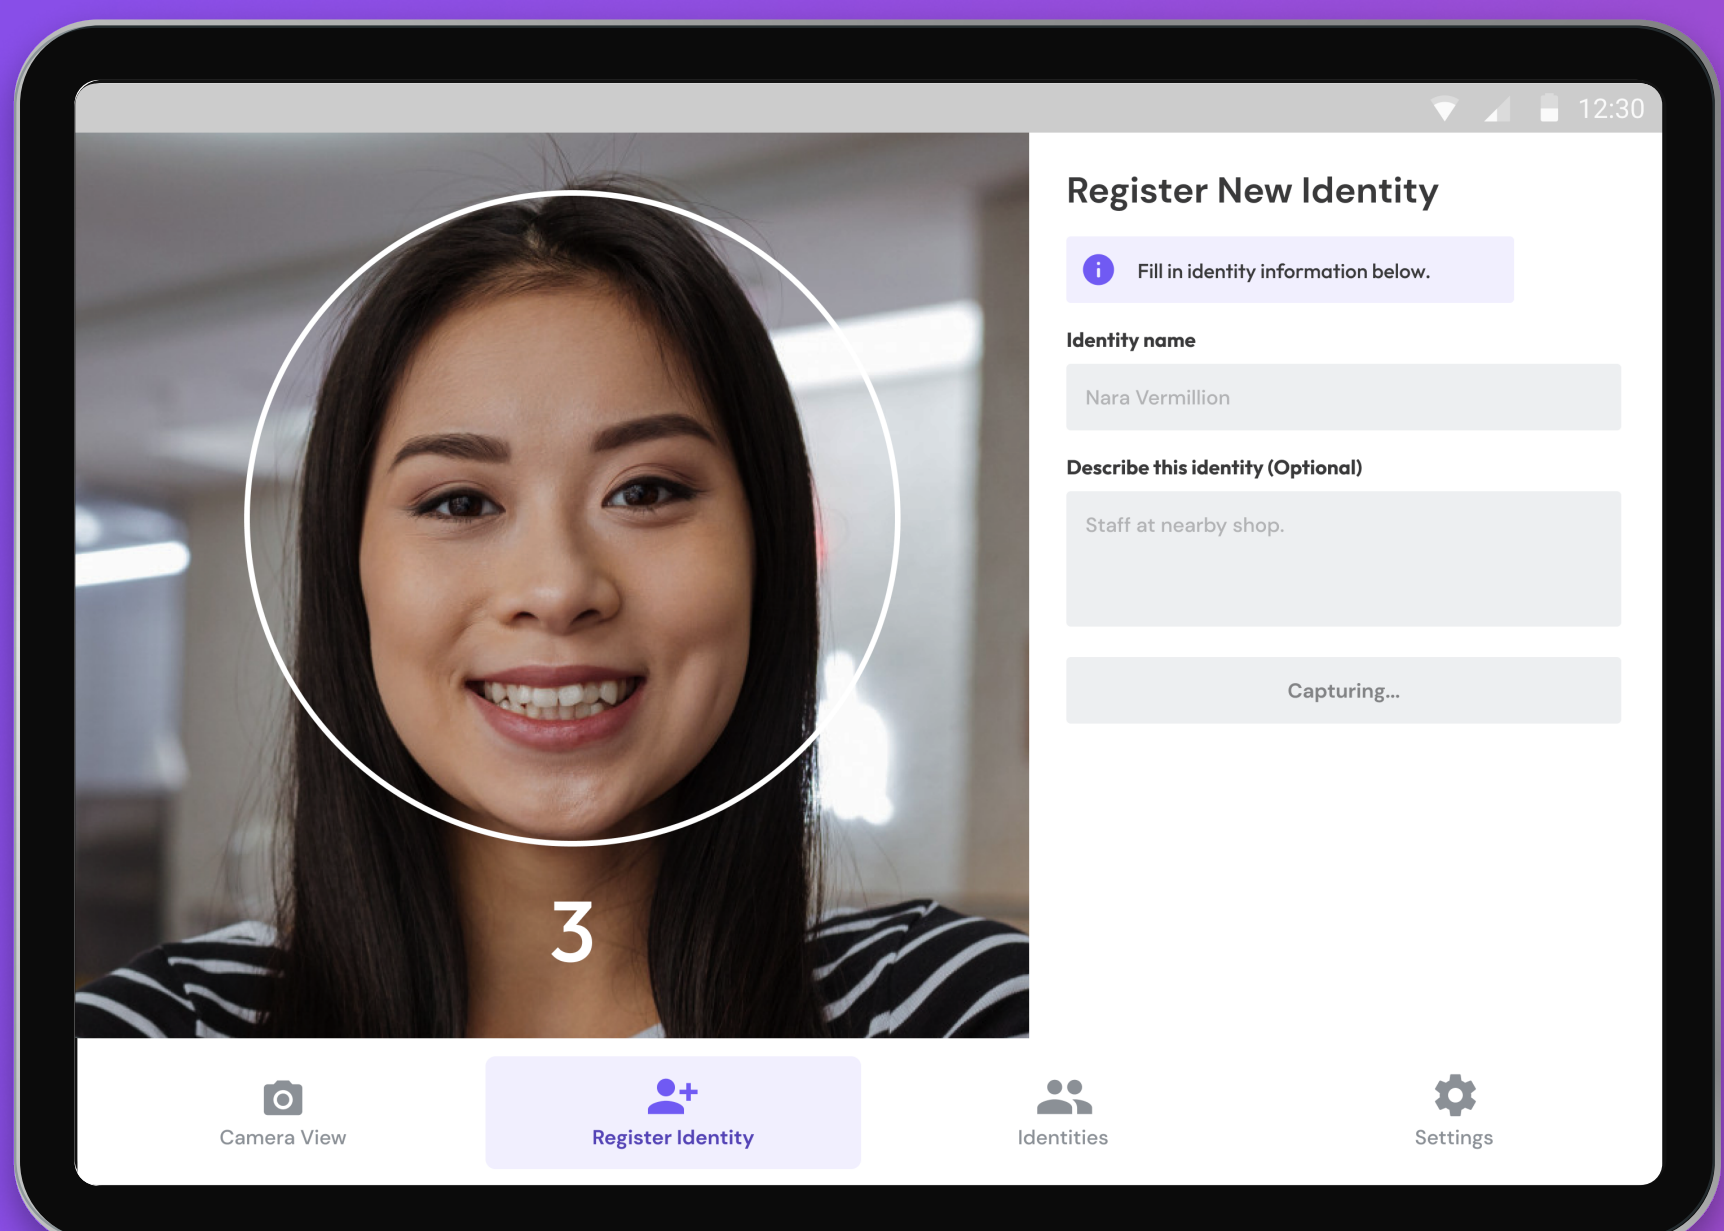 12:30
Register New Identity
Fill in identity information below.
Identity name
Nara Vermillion
Describe this identity (Optional)
Staff at nearby shop.
Capturing...
3
Camera View
Register Identity
Identities
Settings